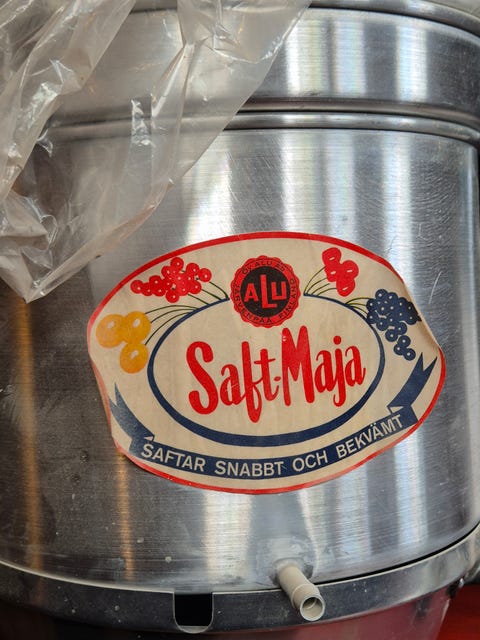 ALU
Saft-Maja
SAFTAR SNABBT OCH BEKVÄMT